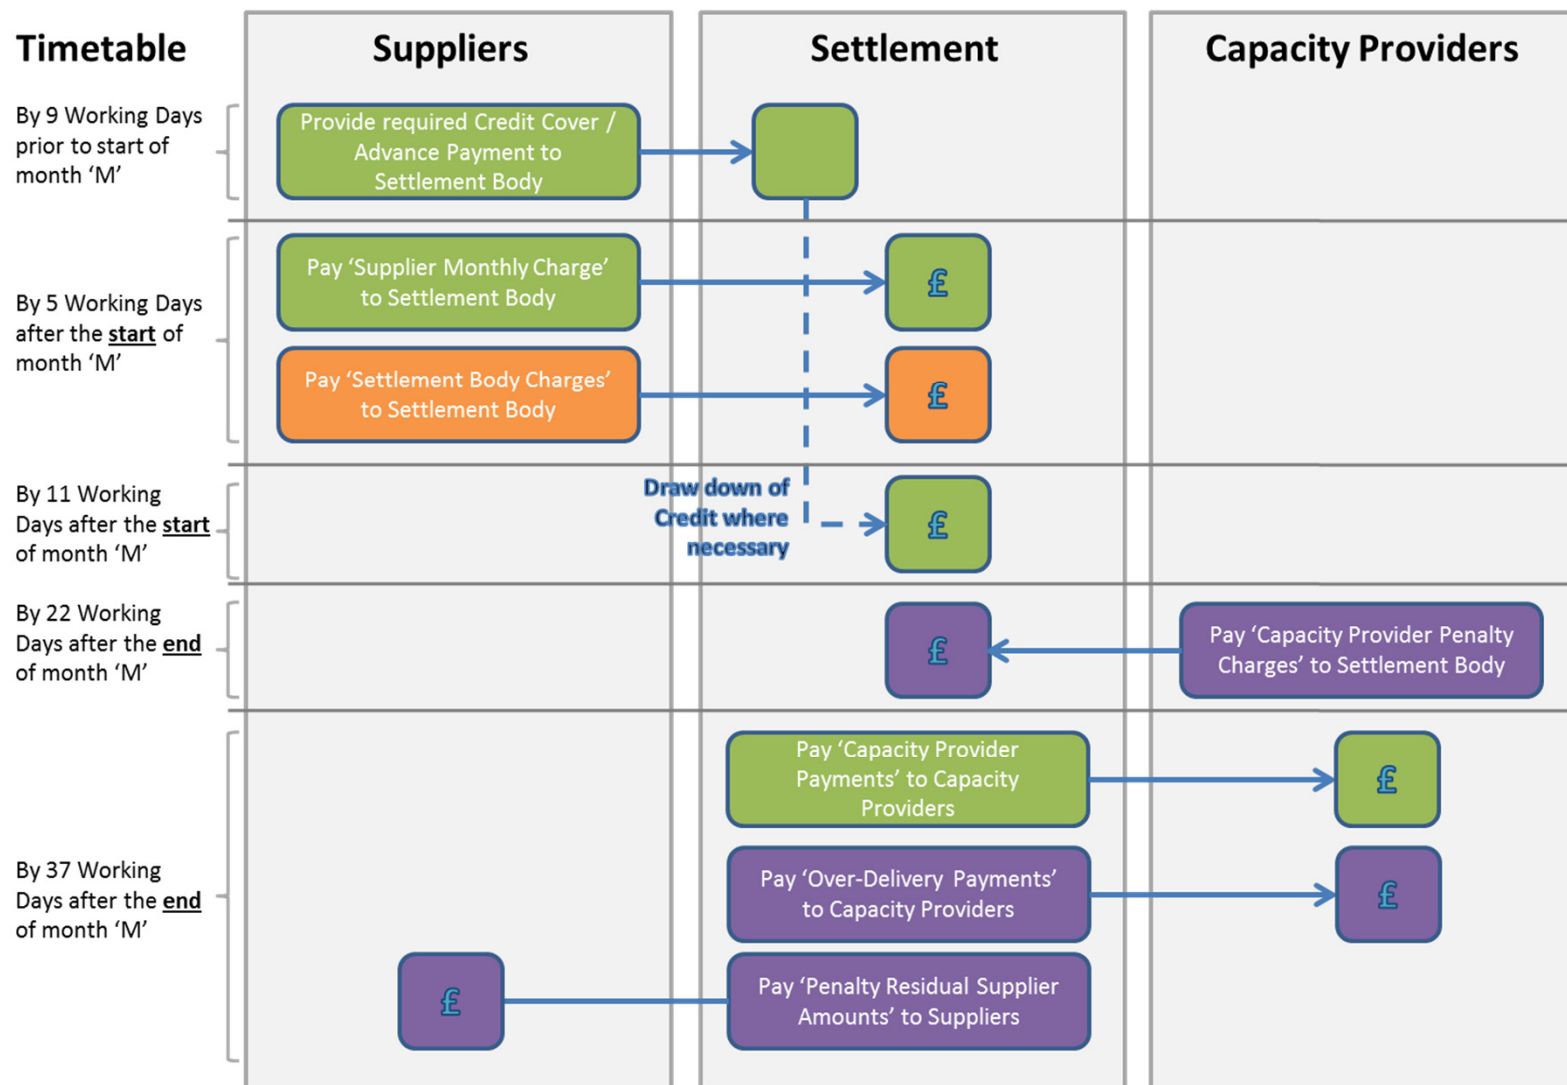 Timetable
Suppliers
Settlement
Capacity Providers
By 9 Working Days
prior to start of
month ‘M’
Provide required Credit Cover /
Advance Payment to
Settlement Body
By 5 Working Days
after the start of
month ‘M’
Pay ‘Supplier Monthly Charge’
to Settlement Body
£
Pay ‘Settlement Body Charges’
to Settlement Body
£
By 11 Working
Days after the start
of month ‘M’
Draw down of
Credit where
necessary
£
By 22 Working
Days after the end
of month ‘M’
£
Pay ‘Capacity Provider Penalty
Charges’ to Settlement Body
By 37 Working
Days after the end
of month ‘M’
Pay ‘Capacity Provider
Payments’ to Capacity
Providers
£
Pay ‘Over-Delivery Payments’
to Capacity Providers
£
£
Pay ‘Penalty Residual Supplier
Amounts’ to Suppliers